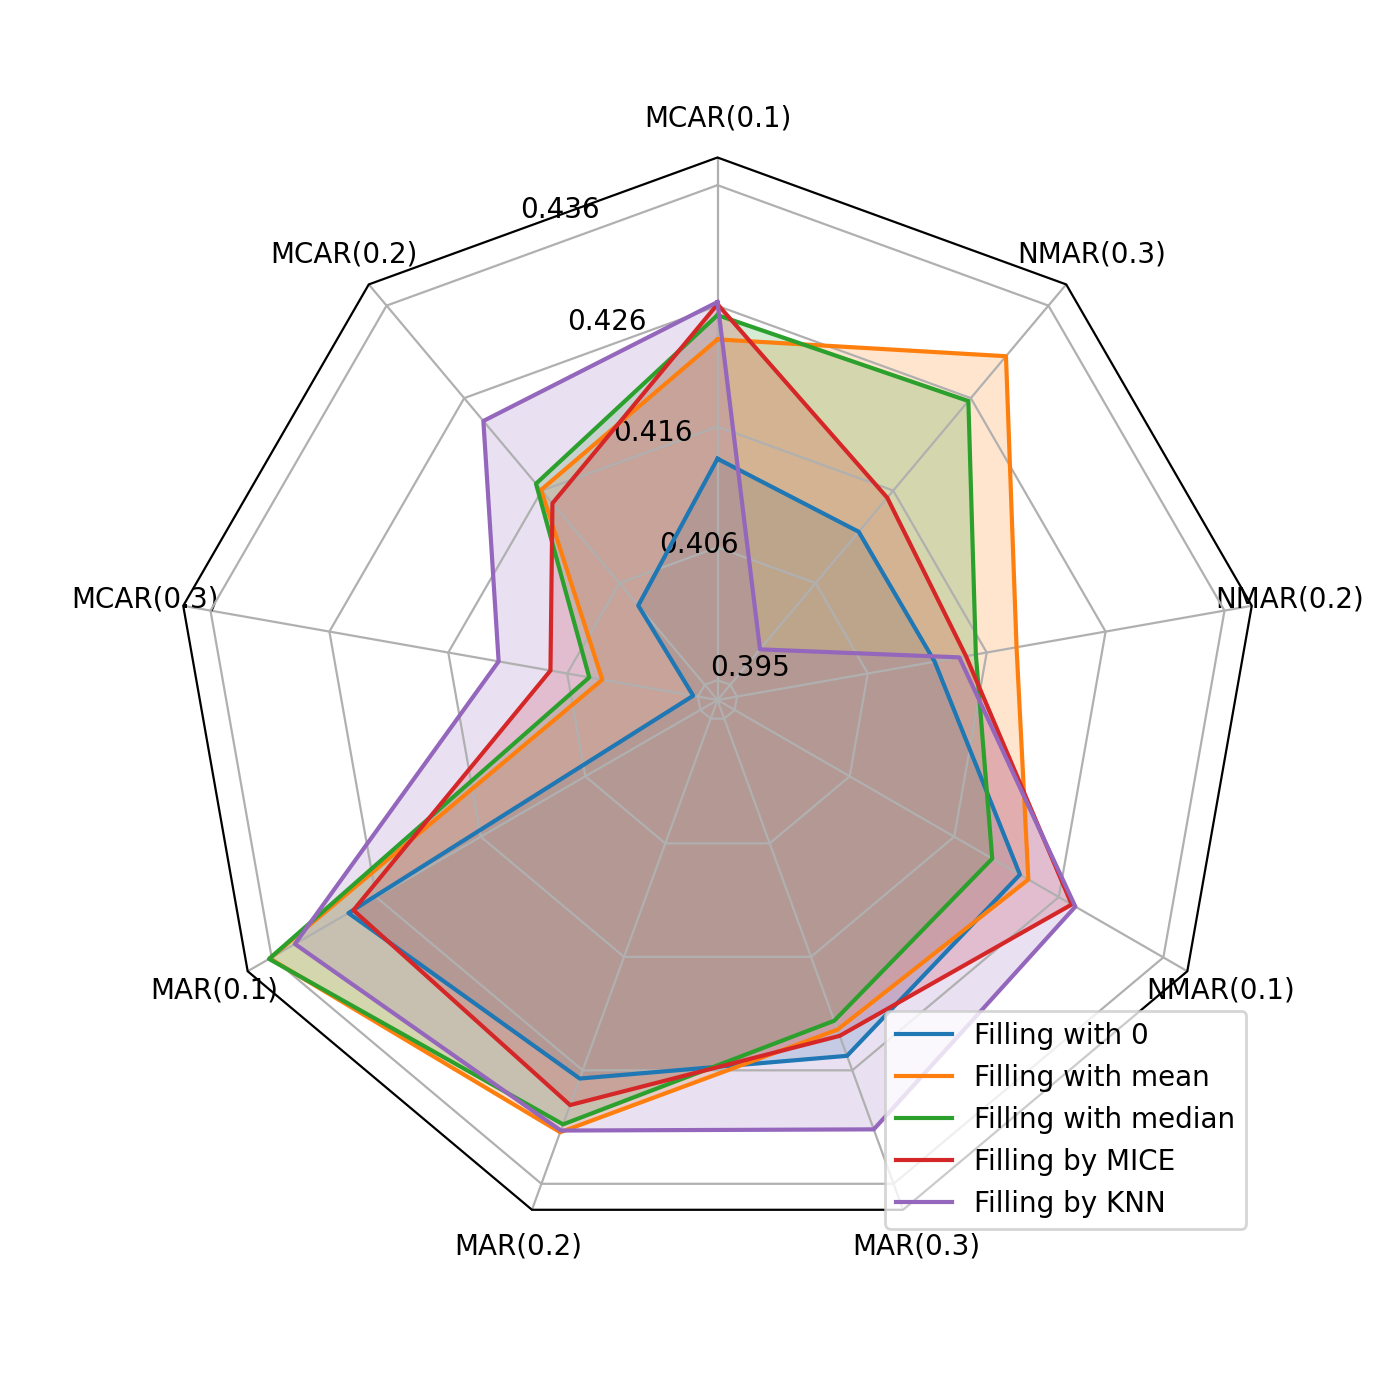 MCAR(0.1)
0.436
MCAR(0.2)
NMAR(0.3)
0.426
0.416
0.406
MCAR(0.3)
NMAR(0.2)
0.395
MAR(0.1)
NMAR(0.1)
Filling with 0
Filling with mean
Filling with median
Filling by MICE
Filling by KNN
MAR(0.2)
MAR(0.3)